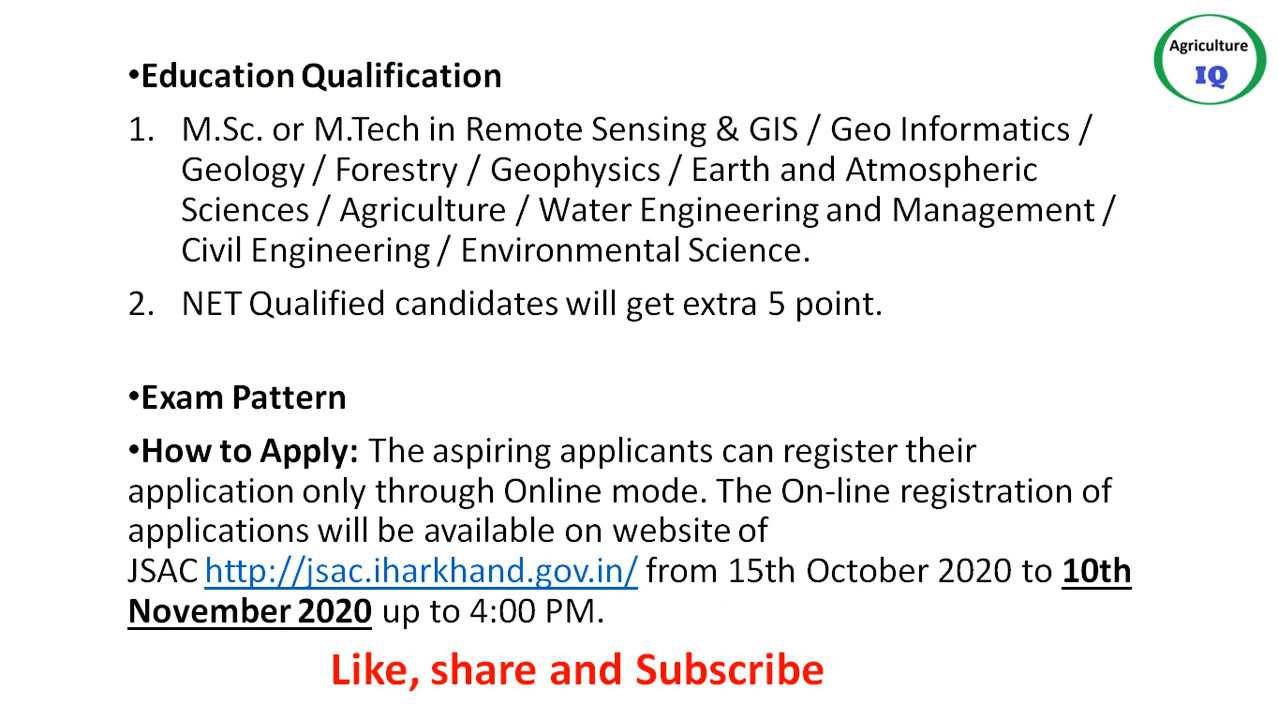 Agriculture
IQ
•Education Qualification
1. M.Sc. or M.Tech in Remote Sensing & GIS / Geo Informatics /
Geology / Forestry / Geophysics / Earth and Atmospheric
Sciences / Agriculture / Water Engineering and Management /
Civil Engineering / Environmental Science.
2. NET Qualified candidates will get extra 5 point.
•Exam Pattern
•How to Apply: The aspiring applicants can register their
application only through Online mode. The On-line registration of
applications will be available on website of
JSAC http://jsac.iharkhand.gov.in/ from 15th October 2020 to 10th
November 2020 up to 4:00 PM.
Like, share and Subscribe